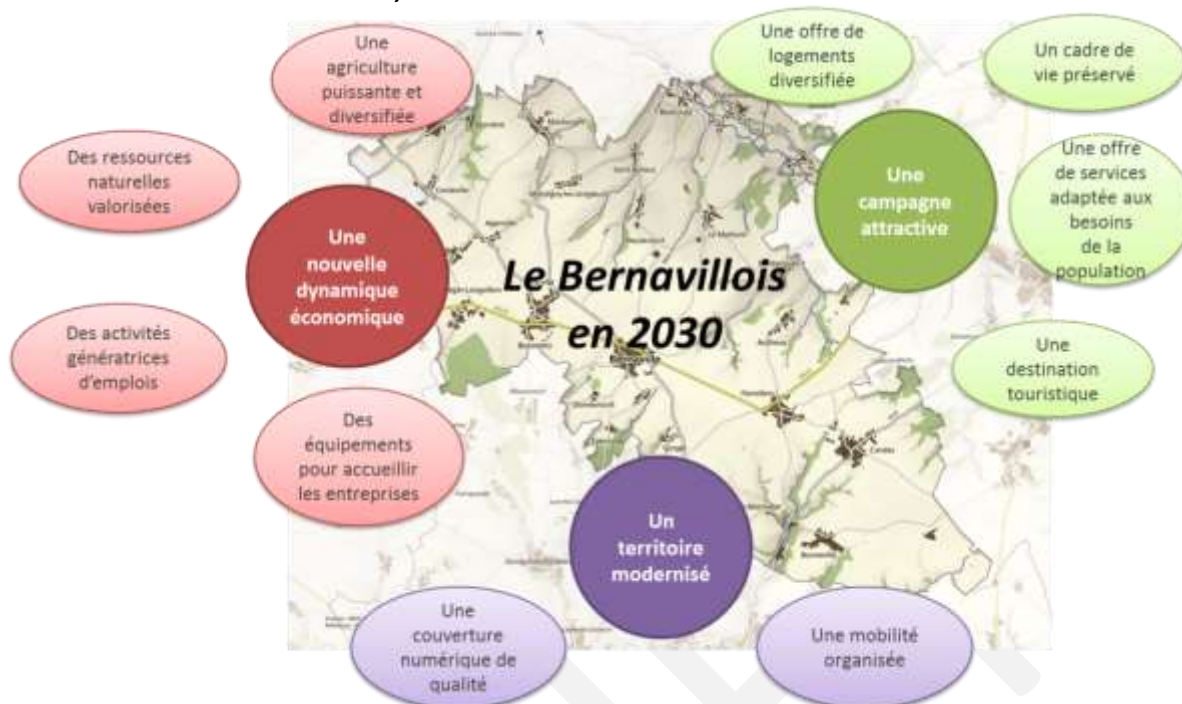 Une
agriculture
puissante et
diversifiée
Une offre de
logements
diversifiée
Un cadre de
vie préservé
Des ressources
naturelles
valorisées
Une
nouvelle
dynamique
économique
Une
campagne
attractive
Une offre
de services
adaptée aux
besoins
de la
population
Le Bernavillois
en 2030
Des activités
génératrices
d'emplois
Une
destination
touristique
Des
équipements
pour accueillir
les entreprises
Un
territoire
modernisé
Une
couverture
numérique de
qualité
Une mobilité
organisée